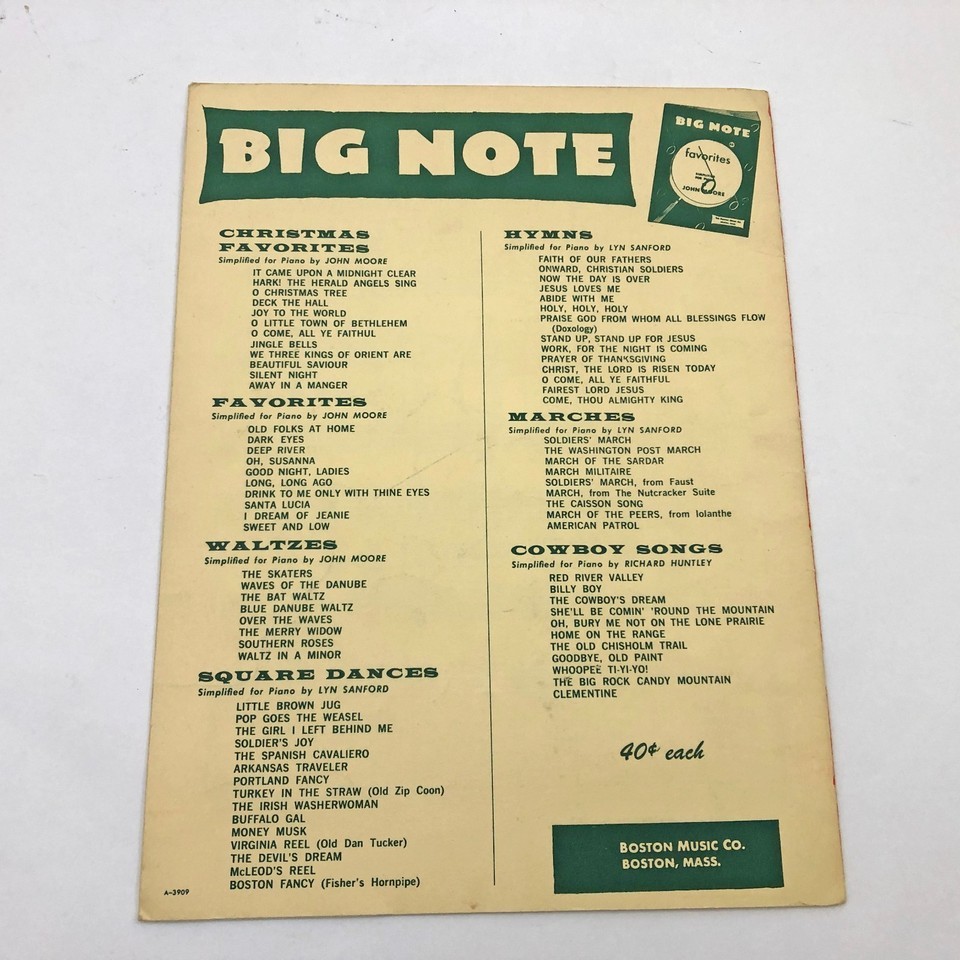 BIG NOTE
BIG NOTE
favorites
JOHN MOORE
CHRISTMAS
FAVORITES
Simplified for Piano by JOHN MOORE
IT CAME UPON A MIDNIGHT CLEAR
HARK! THE HERALD ANGELS SING
O CHRISTMAS TREE
DECK THE HALL
JOY TO THE WORLD
O LITTLE TOWN OF BETHLEHEM
O COME, ALL YE FAITHUL
JINGLE BELLS
WE THREE KINGS OF ORIENT ARE
BEAUTIFUL SAVIOUR
SILENT NIGHT
AWAY IN A MANGER
FAVORITES
Simplified for Piano by JOHN MOORE
OLD FOLKS AT HOME
DARK EYES
DEEP RIVER
OH, SUSANNA
GOOD NIGHT, LADIES
LONG, LONG AGO
DRINK TO ME ONLY WITH THINE EYES
SANTA LUCIA
I DREAM OF JEANIE
SWEET AND LOW
WALTZES
Simplified for Piano by JOHN MOORE
THE SKATERS
WAVES OF THE DANUBE
THE BAT WALTZ
BLUE DANUBE WALTZ
OVER THE WAVES
THE MERRY WIDOW
SOUTHERN ROSES
WALTZ IN A MINOR
SQUARE DANCES
Simplified for Piano by LYN SANFORD
LITTLE BROWN JUG
POP GOES THE WEASEL
THE GIRL I LEFT BEHIND ME
SOLDIER'S JOY
THE SPANISH CAVALIERO
ARKANSAS TRAVELER
PORTLAND FANCY
TURKEY IN THE STRAW (Old Zip Coon)
THE IRISH WASHERWOMAN
BUFFALO GAL
MONEY MUSK
VIRGINIA REEL (Old Dan Tucker)
THE DEVIL'S DREAM
McLEOD'S REEL
BOSTON FANCY (Fisher's Hornpipe)
A-3909
HYMNS
Simplified for Piano by LYN SANFORD
FAITH OF OUR FATHERS
ONWARD, CHRISTIAN SOLDIERS
NOW THE DAY IS OVER
JESUS LOVES ME
ABIDE WITH ME
HOLY, HOLY, HOLY
PRAISE GOD FROM WHOM ALL BLESSINGS FLOW
(Doxology)
STAND UP, STAND UP FOR JESUS
WORK, FOR THE NIGHT IS COMING
PRAYER OF THANKSGIVING
CHRIST, THE LORD IS RISEN TODAY
O COME, ALL YE FAITHFUL
FAIREST LORD JESUS
COME, THOU ALMIGHTY KING
MARCHES
Simplified for Piano by LYN SANFORD
SOLDIERS' MARCH
THE WASHINGTON POST MARCH
MARCH OF THE SARDAR
MARCH MILITAIRE
SOLDIERS' MARCH, from Faust
MARCH, from The Nutcracker Suite
THE CAISSON SONG
MARCH OF THE PEERS, from Iolanthe
AMERICAN PATROL
COWBOY SONGS
Simplified for Piano by RICHARD HUNTLEY
RED RIVER VALLEY
BILLY BOY
THE COWBOY'S DREAM
SHE'LL BE COMIN' 'ROUND THE MOUNTAIN
OH, BURY ME NOT ON THE LONE PRAIRIE
HOME ON THE RANGE
THE OLD CHISHOLM TRAIL
GOODBYE, OLD PAINT
WHOOPEE TI-YI-YO!
THE BIG ROCK CANDY MOUNTAIN
CLEMENTINE
40¢ each
BOSTON MUSIC CO.
BOSTON, MASS.